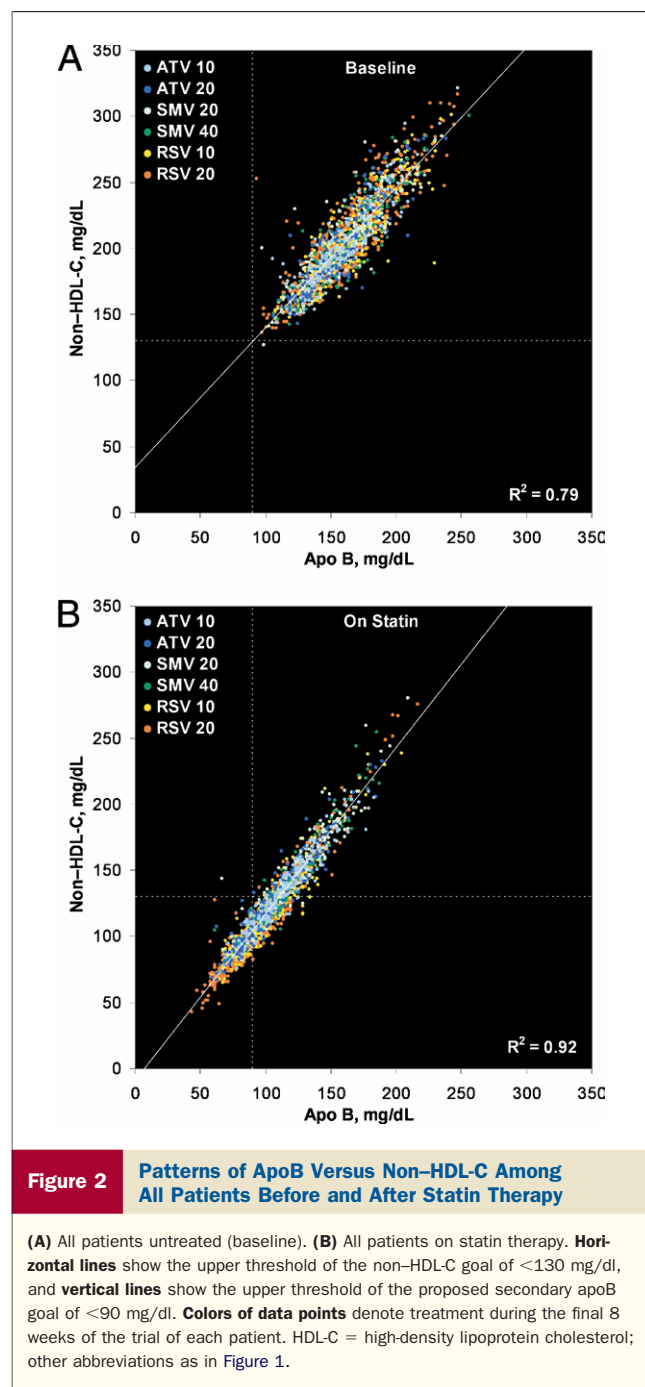 A
Baseline
ATV 10
ATV 20
SMV 20
SMV 40
RSV 10
RSV 20
Non–HDL-C, mg/dL
350
300
250
200
150
100
50
0
R² = 0.79
0 50 100 150 200 250 300 350
Apo B, mg/dL
B
On Statin
ATV 10
ATV 20
SMV 20
SMV 40
RSV 10
RSV 20
Non–HDL-C, mg/dL
350
300
250
200
150
100
50
0
R² = 0.92
0 50 100 150 200 250 300 350
Apo B, mg/dL
Figure 2
Patterns of ApoB Versus Non–HDL-C Among
All Patients Before and After Statin Therapy
(A) All patients untreated (baseline). (B) All patients on statin therapy. Hori-
zontal lines show the upper threshold of the non–HDL-C goal of <130 mg/dl,
and vertical lines show the upper threshold of the proposed secondary apoB
goal of <90 mg/dl. Colors of data points denote treatment during the final 8
weeks of the trial of each patient. HDL-C = high-density lipoprotein cholesterol;
other abbreviations as in Figure 1.